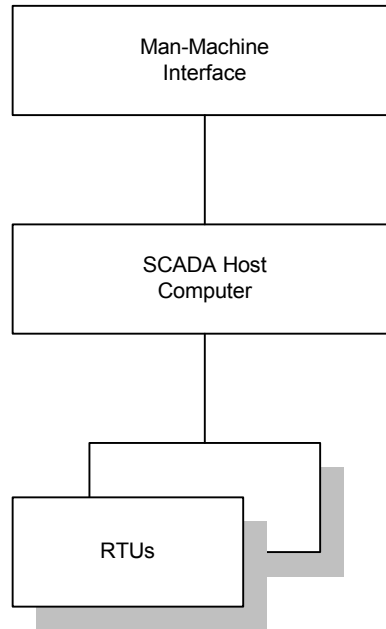 Man-Machine
Interface
SCADA Host
Computer
RTUs